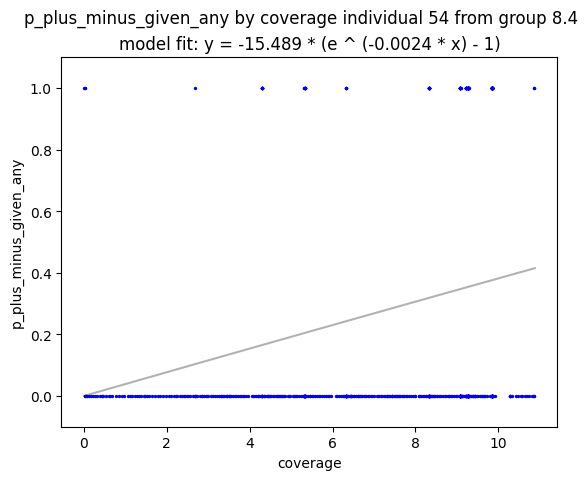 p_plus_minus_given_any by coverage individual 54 from group 8.4
model fit: y = -15.489 * (e ^ (-0.0024 * x) - 1)
1.0
0.8
0.6
0.4
0.2
0.0
p_plus_minus_given_any
0 2 4 6 8 10
coverage